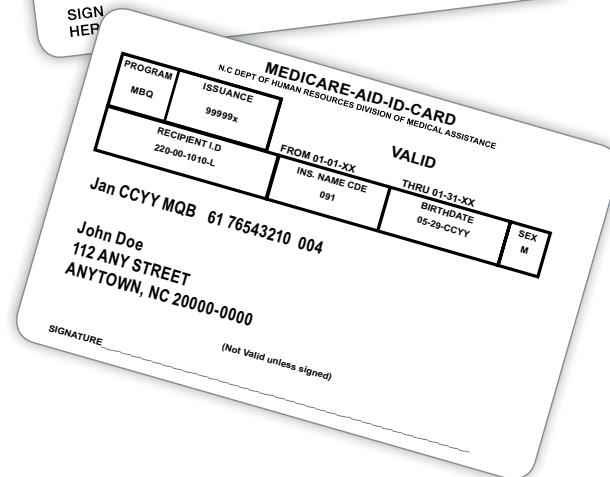 SIGN
HERE
MEDICARE-AID-ID-CARD
N.C DEPT OF HUMAN RESOURCES DIVISION OF MEDICAL ASSISTANCE
PROGRAM
MBQ
ISSUANCE
99999x
VALID
FROM 01-01-XX
THRU 01-31-XX
RECIPIENT I.D
220-00-1010-L
INS. NAME CDE
091
BIRTHDATE
05-29-CCYY
SEX
M
Jan CCYY MQB 61 76543210 004
John Doe
112 ANY STREET
ANYTOWN, NC 20000-0000
SIGNATURE
(Not Valid unless signed)